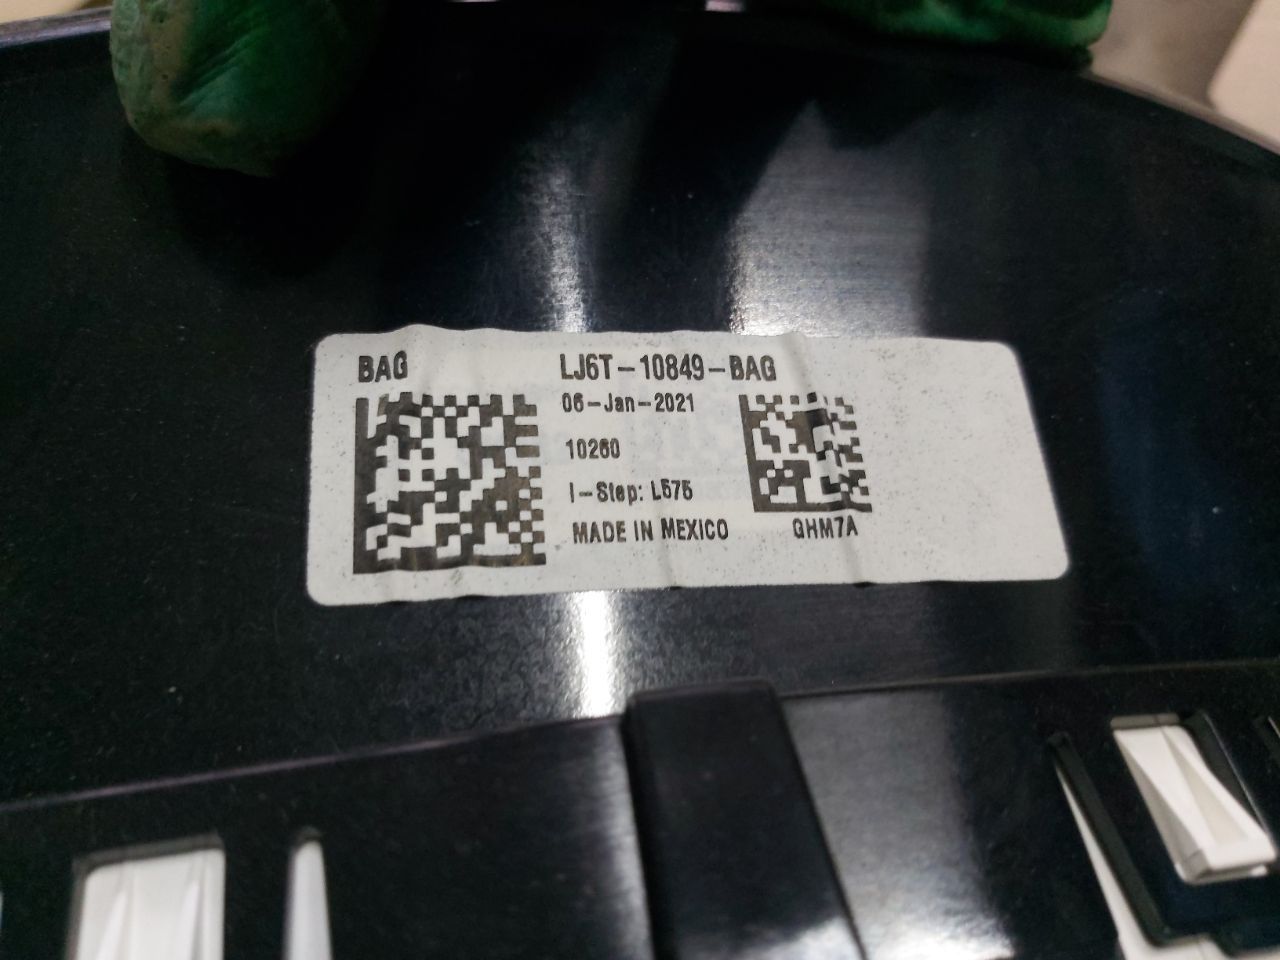 BAG
LJ6T-10849-BAG
06-Jan-2021
10260
I-Step: L575
MADE IN MEXICO
GHM7A